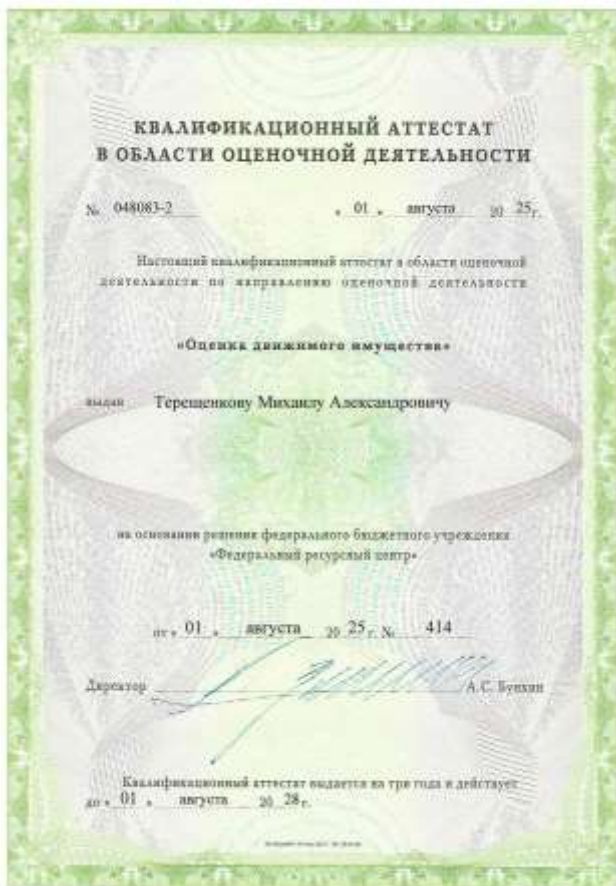 КВАЛИФИКАЦИОННЫЙ АТТЕСТАТ
В ОБЛАСТИ ОЦЕНОЧНОЙ ДЕЯТЕЛЬНОСТИ
№ 048083-2 « 01 » августа 20 25 г.
Настоящий квалификационный аттестат в области оценочной
деятельности по направлению оценочной деятельности
«Оценка движимого имущества»
выдан Терещенкову Михаилу Александровичу
на основании решения федерального бюджетного учреждения
«Федеральный ресурсный центр»
от « 01 » августа 20 25 г. № 414
Директор А.С. Бункин
Квалификационный аттестат выдается на три года и действует
до « 01 » августа 20 28 г.